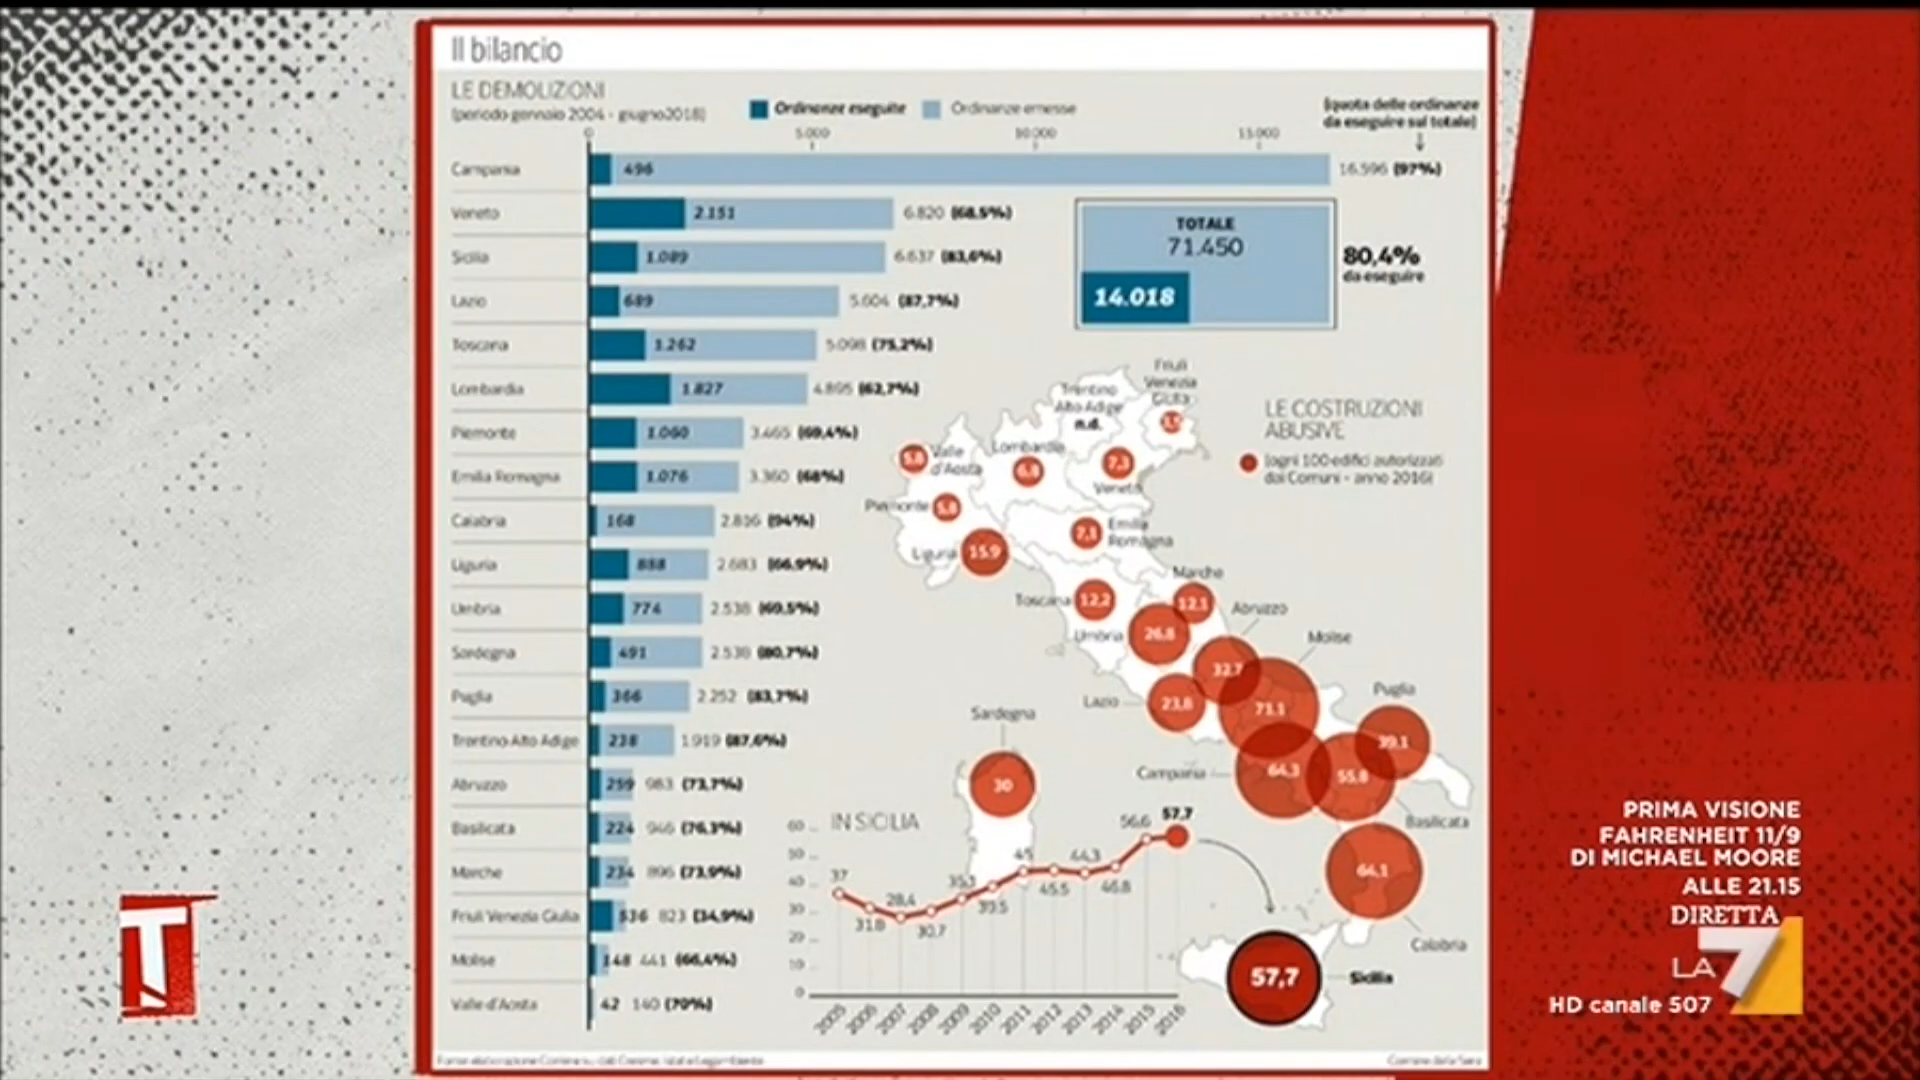 Il bilancio
LE DEMOLIZIONI
(periodo gennaio 2004 - giugno2018)
Ordinanze eseguite
Ordinanze emesse
(quota delle ordinanze
da eseguire sul totale)
0 5.000 10.000 15.000
Campania 496 16.596 (97%)
Veneto 2.151 6.820 (68,5%)
Sicilia 1.089 6.637 (83,6%)
Lazio 689 5.604 (87,7%)
Toscana 1.262 5.098 (75,2%)
Lombardia 1.827 4.895 (62,7%)
Piemonte 1.060 3.465 (69,4%)
Emilia Romagna 1.076 3.360 (68%)
Calabria 168 2.816 (94%)
Liguria 888 2.683 (66,9%)
Umbria 774 2.538 (69,5%)
Sardegna 491 2.538 (80,7%)
Puglia 366 2.252 (83,7%)
Trentino Alto Adige 238 1.919 (87,6%)
Abruzzo 259 983 (73,7%)
Basilicata 224 946 (76,3%)
Marche 234 896 (73,9%)
Friuli Venezia Giulia 536 823 (34,9%)
Molise 148 441 (66,4%)
Valle d'Aosta 42 140 (70%)
TOTALE
71.450
14.018
80,4%
da eseguire
LE COSTRUZIONI
ABUSIVE
(ogni 100 edifici autorizzati
dai Comuni - anno 2016)
Friuli
Venezia
Giulia
Trentino
Alto Adige
n.d.
Valle
d'Aosta
5,8
Lombardia
6,8
7,3
Veneto
Piemonte 5,8
7,1 Emilia
Romagna
Liguria 15,9
Marche
12,1
Toscana 12,2
Abruzzo
Umbria 26,8
Molise
32,7
Lazio 23,8
71,1
Puglia
39,1
Sardegna
30
Campania 64,3
55,8
Basilicata
64,1
Calabria
57,7 Sicilia
IN SICILIA
60
50
40
30
20
10
0
37 31,8 28,4 30,7 35,1 39,5 45 45,5 44,3 46,8 56,6 57,7
2005 2006 2007 2008 2009 2010 2011 2012 2013 2014 2015 2016
Corriere della Sera
T
PRIMA VISIONE
FAHRENHEIT 11/9
DI MICHAEL MOORE
ALLE 21.15
DIRETTA
LA 7
HD canale 507